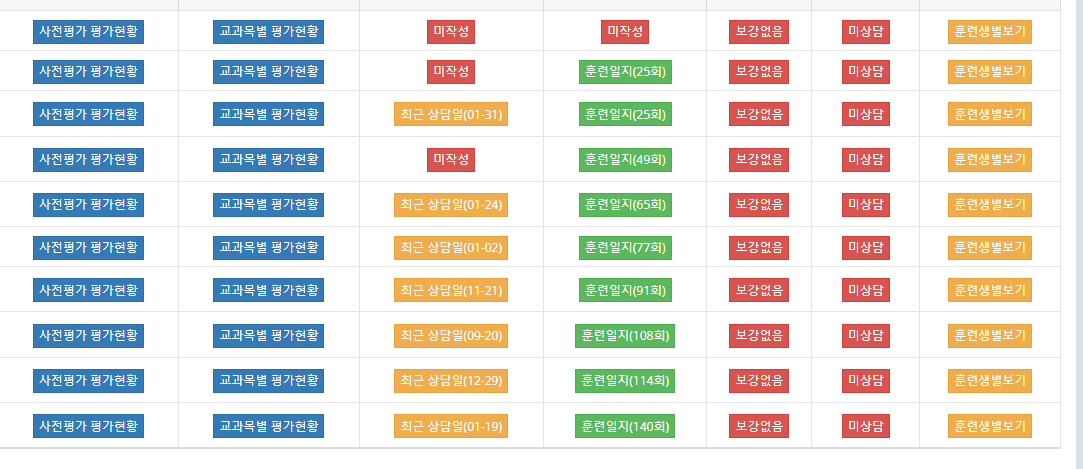 사전평가 평가현황 교과목별 평가현황 미작성 미작성 보강없음 미상담 훈련생별보기
사전평가 평가현황 교과목별 평가현황 미작성 훈련일지(25회) 보강없음 미상담 훈련생별보기
사전평가 평가현황 교과목별 평가현황 최근 상담일(01-31) 훈련일지(25회) 보강없음 미상담 훈련생별보기
사전평가 평가현황 교과목별 평가현황 미작성 훈련일지(49회) 보강없음 미상담 훈련생별보기
사전평가 평가현황 교과목별 평가현황 최근 상담일(01-24) 훈련일지(65회) 보강없음 미상담 훈련생별보기
사전평가 평가현황 교과목별 평가현황 최근 상담일(01-02) 훈련일지(77회) 보강없음 미상담 훈련생별보기
사전평가 평가현황 교과목별 평가현황 최근 상담일(11-21) 훈련일지(91회) 보강없음 미상담 훈련생별보기
사전평가 평가현황 교과목별 평가현황 최근 상담일(09-20) 훈련일지(108회) 보강없음 미상담 훈련생별보기
사전평가 평가현황 교과목별 평가현황 최근 상담일(12-29) 훈련일지(114회) 보강없음 미상담 훈련생별보기
사전평가 평가현황 교과목별 평가현황 최근 상담일(01-19) 훈련일지(140회) 보강없음 미상담 훈련생별보기